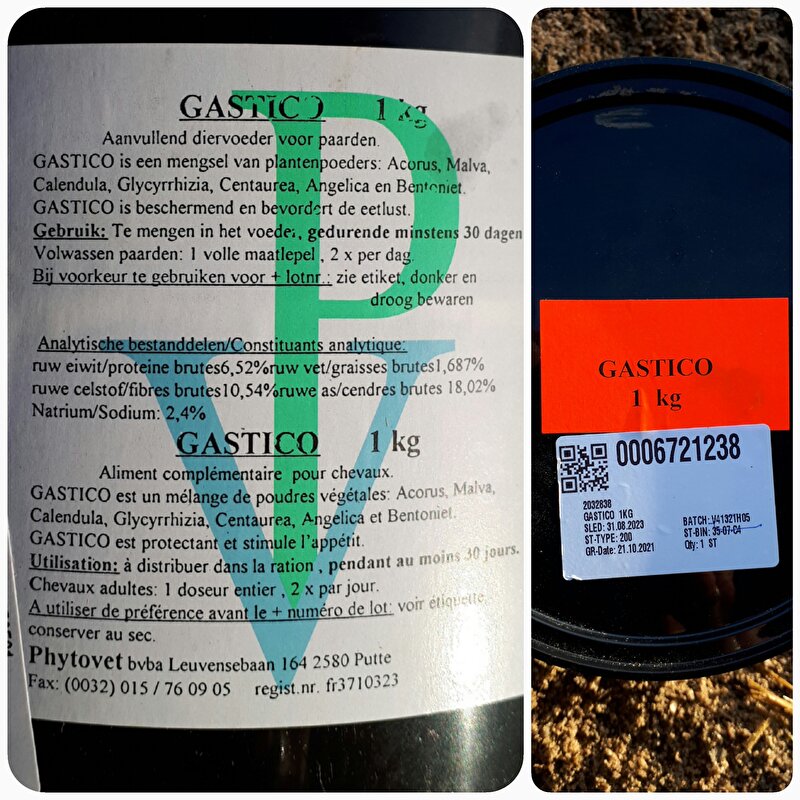 GASTICO 1 kg
Aanvullend diervoeder voor paarden.
GASTICO is een mengsel van plantenpoeders: Acorus, Malva,
Calendula, Glycyrrhizia, Centaurea, Angelica en Bentoniet.
GASTICO is beschermend en bevordert de eetlust.
Gebruik: Te mengen in het voeder, gedurende minstens 30 dagen
Volwassen paarden: 1 volle maatlepel , 2 x per dag.
Bij voorkeur te gebruiken voor + lotnr.: zie etiket, donker en
droog bewaren
Analytische bestanddelen/Constituants analytique:
ruw eiwit/proteine brutes6,52%ruw vet/graisses brutes1,687%
ruwe celstof/fibres brutes10,54%ruwe as/cendres brutes 18,02%
Natrium/Sodium: 2,4%
GASTICO 1 kg
Aliment complémentaire pour chevaux.
GASTICO est un mélange de poudres végétales: Acorus, Malva,
Calendula, Glycyrrhizia, Centaurea, Angelica et Bentoniet.
GASTICO est protectant et stimule l'appétit.
Utilisation: à distribuer dans la ration , pendant au moins 30 jours.
Chevaux adultes: 1 doseur entier , 2 x par jour.
A utiliser de préférence avant le + numéro de lot: voir étiquette,
conserver au sec.
Phytovet bvba Leuvensebaan 164 2580 Putte
Fax: (0032) 015 / 76 09 05 regist.nr. fr3710323
PV
GASTICO
1 kg
0006721238
2032838
GASTICO 1KG
SLED: 31.08.2023 BATCH: V41321H05
ST-TYPE: 200 ST-BIN: 35-07-C4
GR-Date: 21.10.2021 Qty: 1 ST